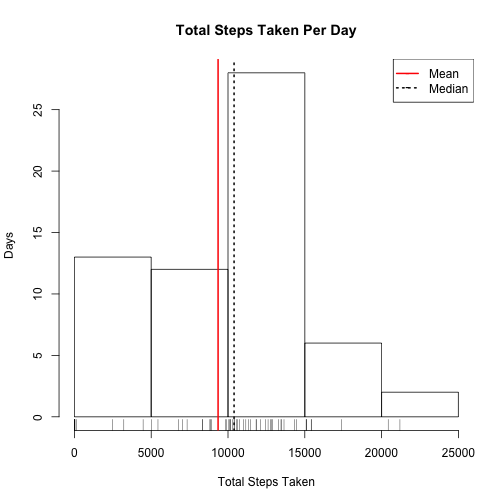 Total Steps Taken Per Day
Mean
Median
Days
25
20
15
10
5
0
0 5000 10000 15000 20000 25000
Total Steps Taken